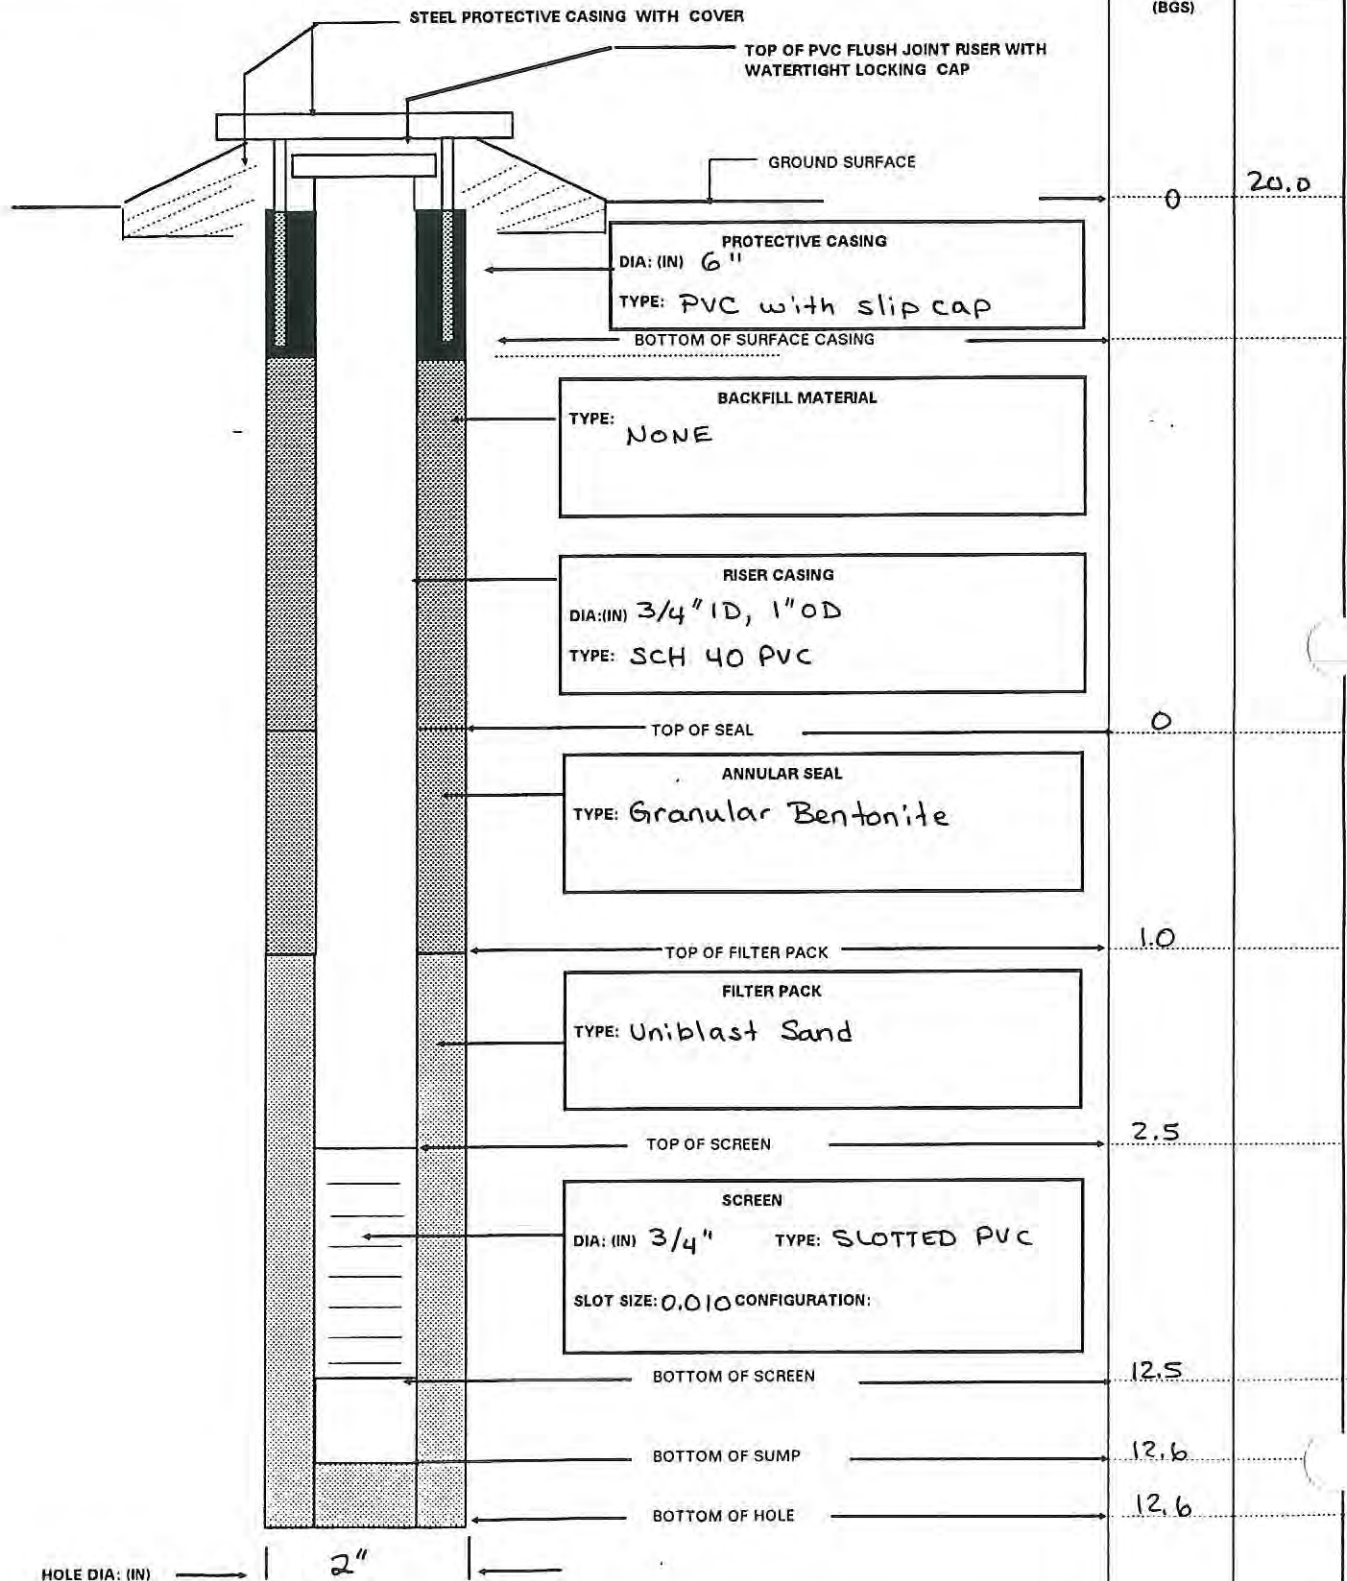 (BGS)
STEEL PROTECTIVE CASING WITH COVER
TOP OF PVC FLUSH JOINT RISER WITH
WATERTIGHT LOCKING CAP
GROUND SURFACE 0 20.0
PROTECTIVE CASING
DIA: (IN) 6"
TYPE: PVC with slip cap
BOTTOM OF SURFACE CASING
BACKFILL MATERIAL
TYPE: NONE
RISER CASING
DIA:(IN) 3/4" ID, 1" OD
TYPE: SCH 40 PVC
TOP OF SEAL 0
ANNULAR SEAL
TYPE: Granular Bentonite
TOP OF FILTER PACK 1.0
FILTER PACK
TYPE: Uniblast Sand
TOP OF SCREEN 2.5
SCREEN
DIA: (IN) 3/4" TYPE: SLOTTED PVC
SLOT SIZE: 0.010 CONFIGURATION:
BOTTOM OF SCREEN 12.5
BOTTOM OF SUMP 12.6
BOTTOM OF HOLE 12.6
HOLE DIA: (IN) 2"